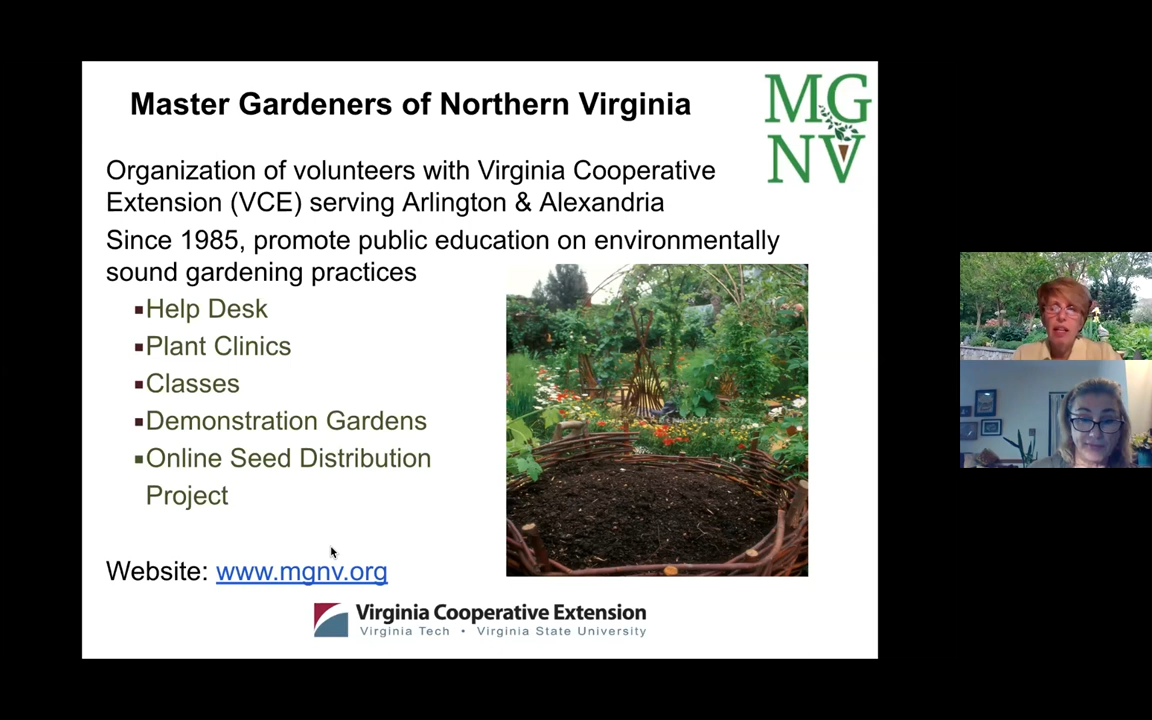 Master Gardeners of Northern Virginia
MG
NV
Organization of volunteers with Virginia Cooperative
Extension (VCE) serving Arlington & Alexandria
Since 1985, promote public education on environmentally
sound gardening practices
▪Help Desk
▪Plant Clinics
▪Classes
▪Demonstration Gardens
▪Online Seed Distribution
Project
Website: www.mgnv.org
Virginia Cooperative Extension
Virginia Tech • Virginia State University